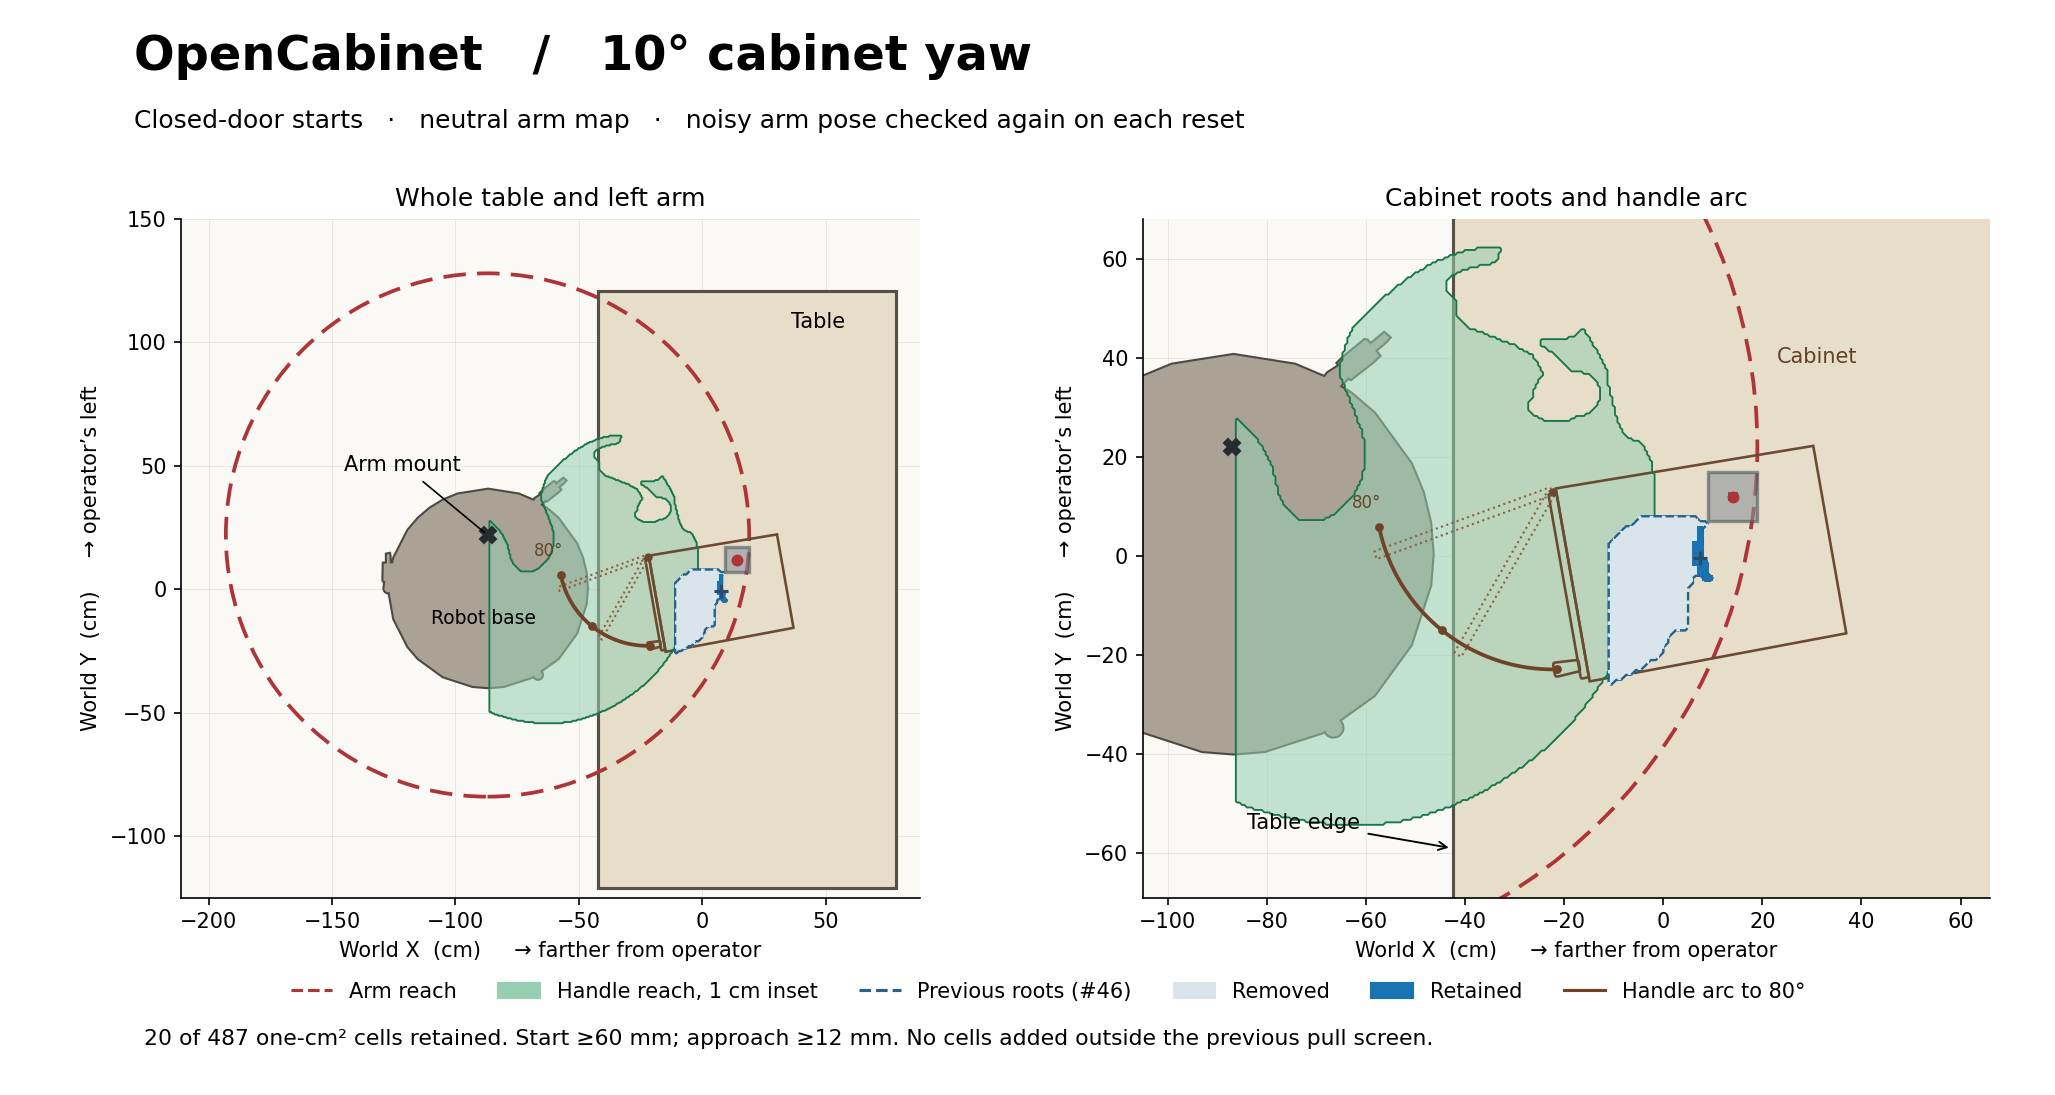 OpenCabinet / 10° cabinet yaw
Closed-door starts · neutral arm map · noisy arm pose checked again on each reset
Whole table and left arm
150
100
50
0
−50
−100
World Y (cm) → operator’s left
Table
Arm mount
80°
Robot base
−200 −150 −100 −50 0 50
World X (cm) → farther from operator
Cabinet roots and handle arc
60
40
20
0
−20
−40
−60
World Y (cm) → operator’s left
Cabinet
80°
Table edge
−100 −80 −60 −40 −20 0 20 40 60
World X (cm) → farther from operator
Arm reach Handle reach, 1 cm inset Previous roots (#46) Removed Retained Handle arc to 80°
20 of 487 one-cm² cells retained. Start ≥60 mm; approach ≥12 mm. No cells added outside the previous pull screen.